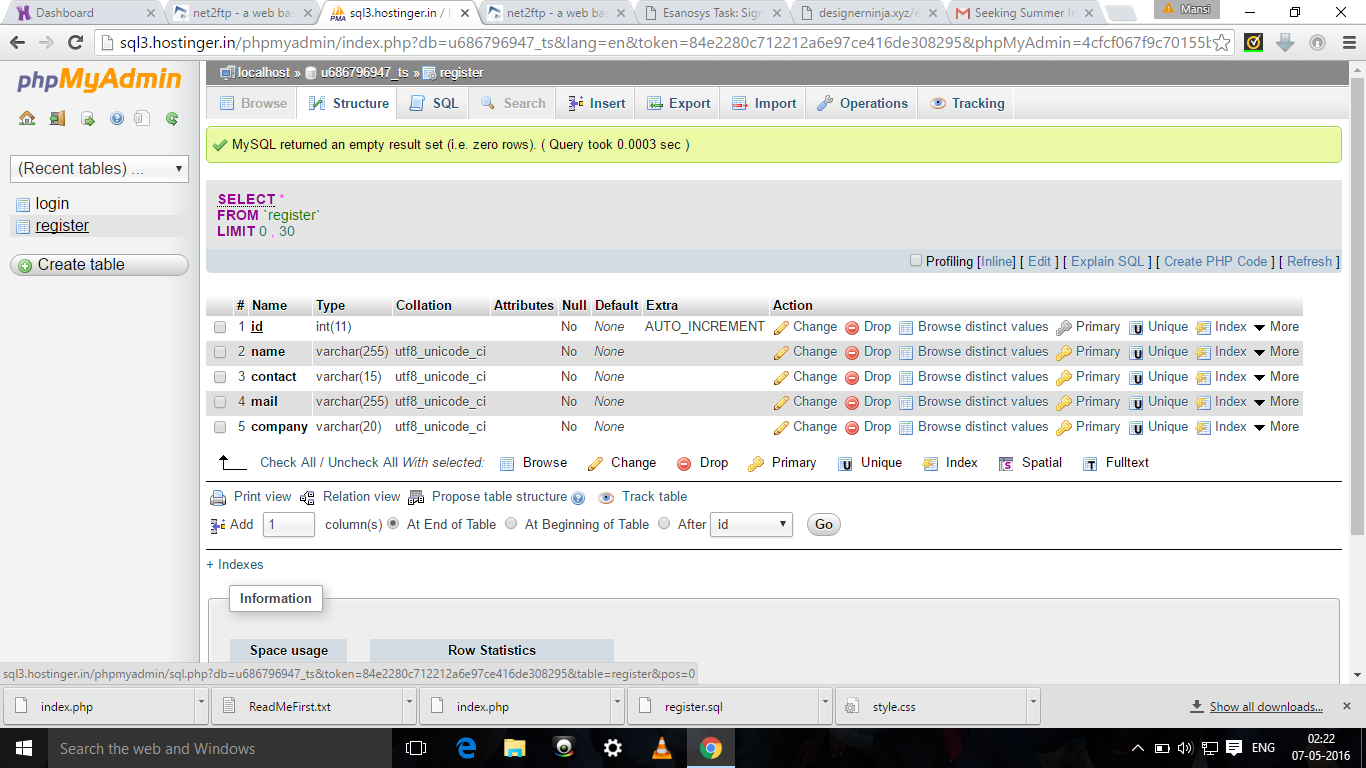 Dashboard
net2ftp - a web bas
sql3.hostinger.in / l
net2ftp - a web bas
Esanosys Task: Sign
designerninja.xyz/e
Seeking Summer In
Mansi
sql3.hostinger.in/phpmyadmin/index.php?db=u686796947_ts&lang=en&token=84e2280c712212a6e97ce416de308295&phpMyAdmin=4cfcf067f9c70155b
phpMyAdmin
(Recent tables) ...
login
register
Create table
localhost » u686796947_ts » register
Browse Structure SQL Search Insert Export Import Operations Tracking
MySQL returned an empty result set (i.e. zero rows). ( Query took 0.0003 sec )
SELECT *
FROM `register`
LIMIT 0 , 30
Profiling [Inline] [ Edit ] [ Explain SQL ] [ Create PHP Code ] [ Refresh ]
# Name Type Collation Attributes Null Default Extra Action
1 id int(11) No None AUTO_INCREMENT Change Drop Browse distinct values Primary Unique Index More
2 name varchar(255) utf8_unicode_ci No None Change Drop Browse distinct values Primary Unique Index More
3 contact varchar(15) utf8_unicode_ci No None Change Drop Browse distinct values Primary Unique Index More
4 mail varchar(255) utf8_unicode_ci No None Change Drop Browse distinct values Primary Unique Index More
5 company varchar(20) utf8_unicode_ci No None Change Drop Browse distinct values Primary Unique Index More
Check All / Uncheck All With selected: Browse Change Drop Primary Unique Index Spatial Fulltext
Print view Relation view Propose table structure Track table
Add 1 column(s) At End of Table At Beginning of Table After id Go
+ Indexes
Information
Space usage Row Statistics
sql3.hostinger.in/phpmyadmin/sql.php?db=u686796947_ts&token=84e2280c712212a6e97ce416de308295&table=register&pos=0
index.php ReadMeFirst.txt index.php register.sql style.css Show all downloads...
Search the web and Windows
ENG
02:22
07-05-2016